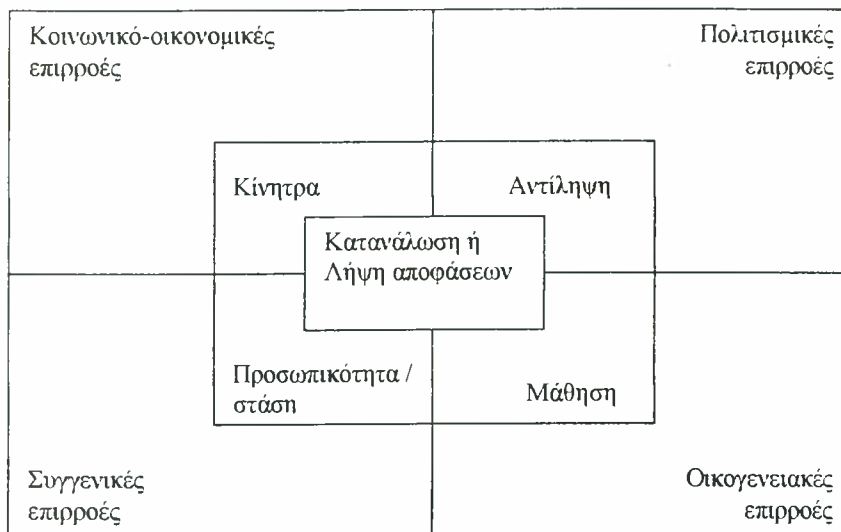 Κοινωνικό-οικονομικές
επιρροές
Πολιτισμικές
επιρροές
Κίνητρα
Αντίληψη
Κατανάλωση ή
Λήψη αποφάσεων
Προσωπικότητα /
στάση
Μάθηση
Συγγενικές
επιρροές
Οικογενειακές
επιρροές